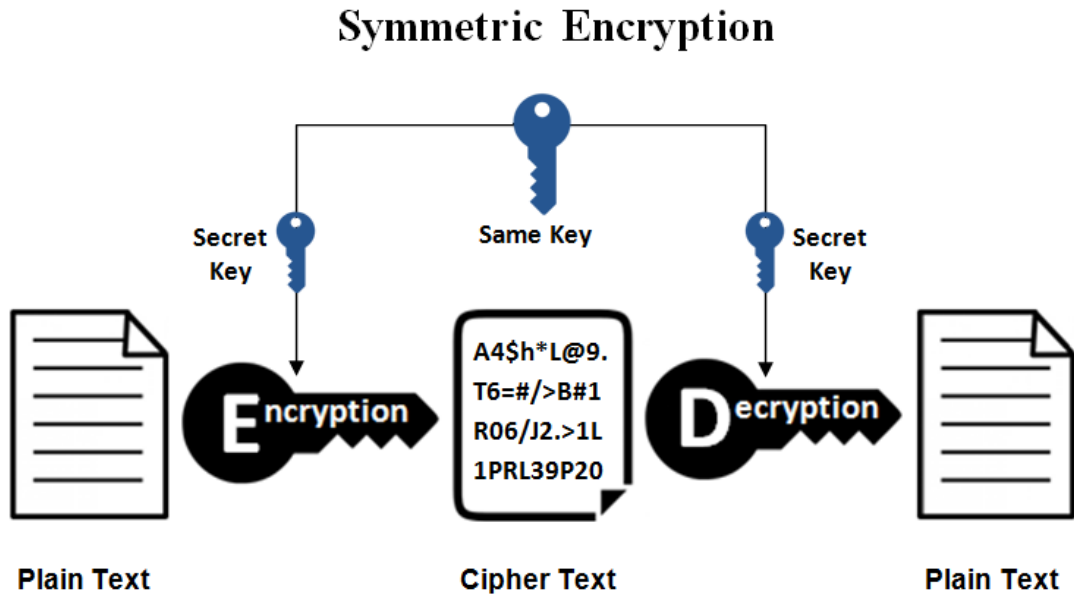 Symmetric Encryption
Same Key
Secret
Key
Secret
Key
Encryption
A4$h*L@9.
T6=#/>B#1
R06/J2.>1L
1PRL39P20
Decryption
Plain Text
Cipher Text
Plain Text